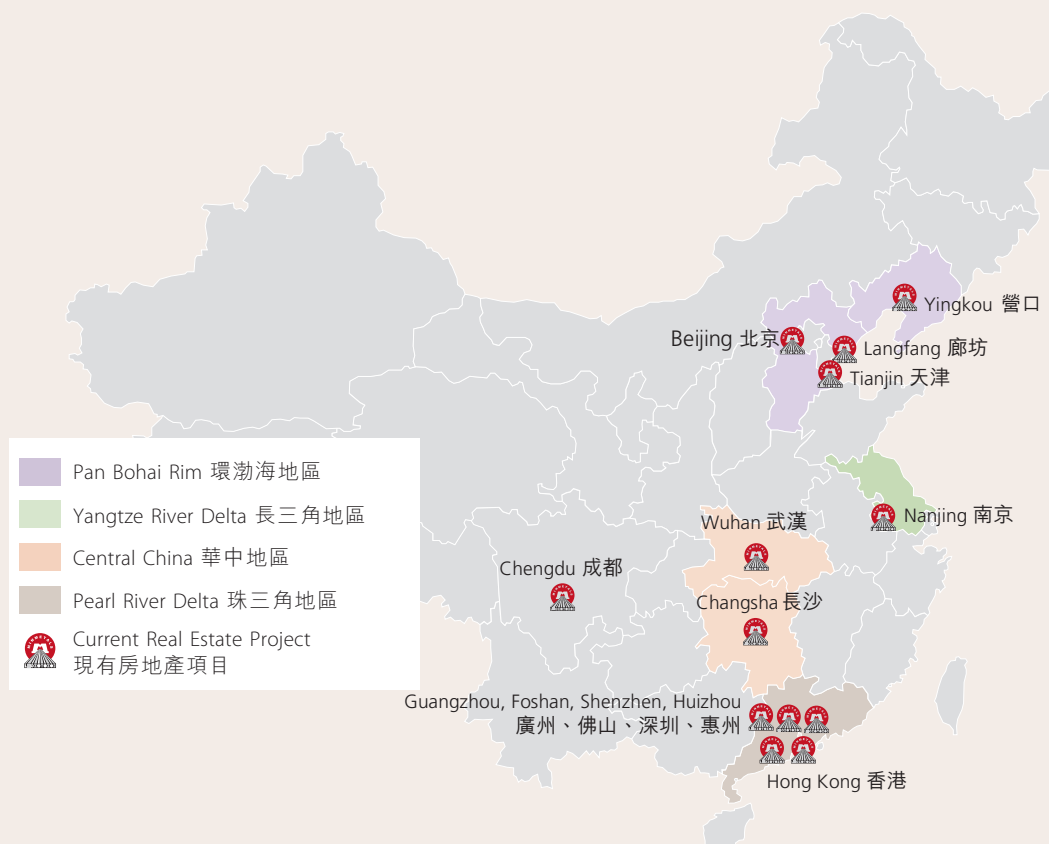 Yingkou 營口
Beijing 北京
Langfang 廊坊
Tianjin 天津
Pan Bohai Rim 環渤海地區
Yangtze River Delta 長三角地區
Central China 華中地區
Pearl River Delta 珠三角地區
Current Real Estate Project
現有房地產項目
Nanjing 南京
Wuhan 武漢
Chengdu 成都
Changsha 長沙
Guangzhou, Foshan, Shenzhen, Huizhou
廣州、佛山、深圳、惠州
Hong Kong 香港